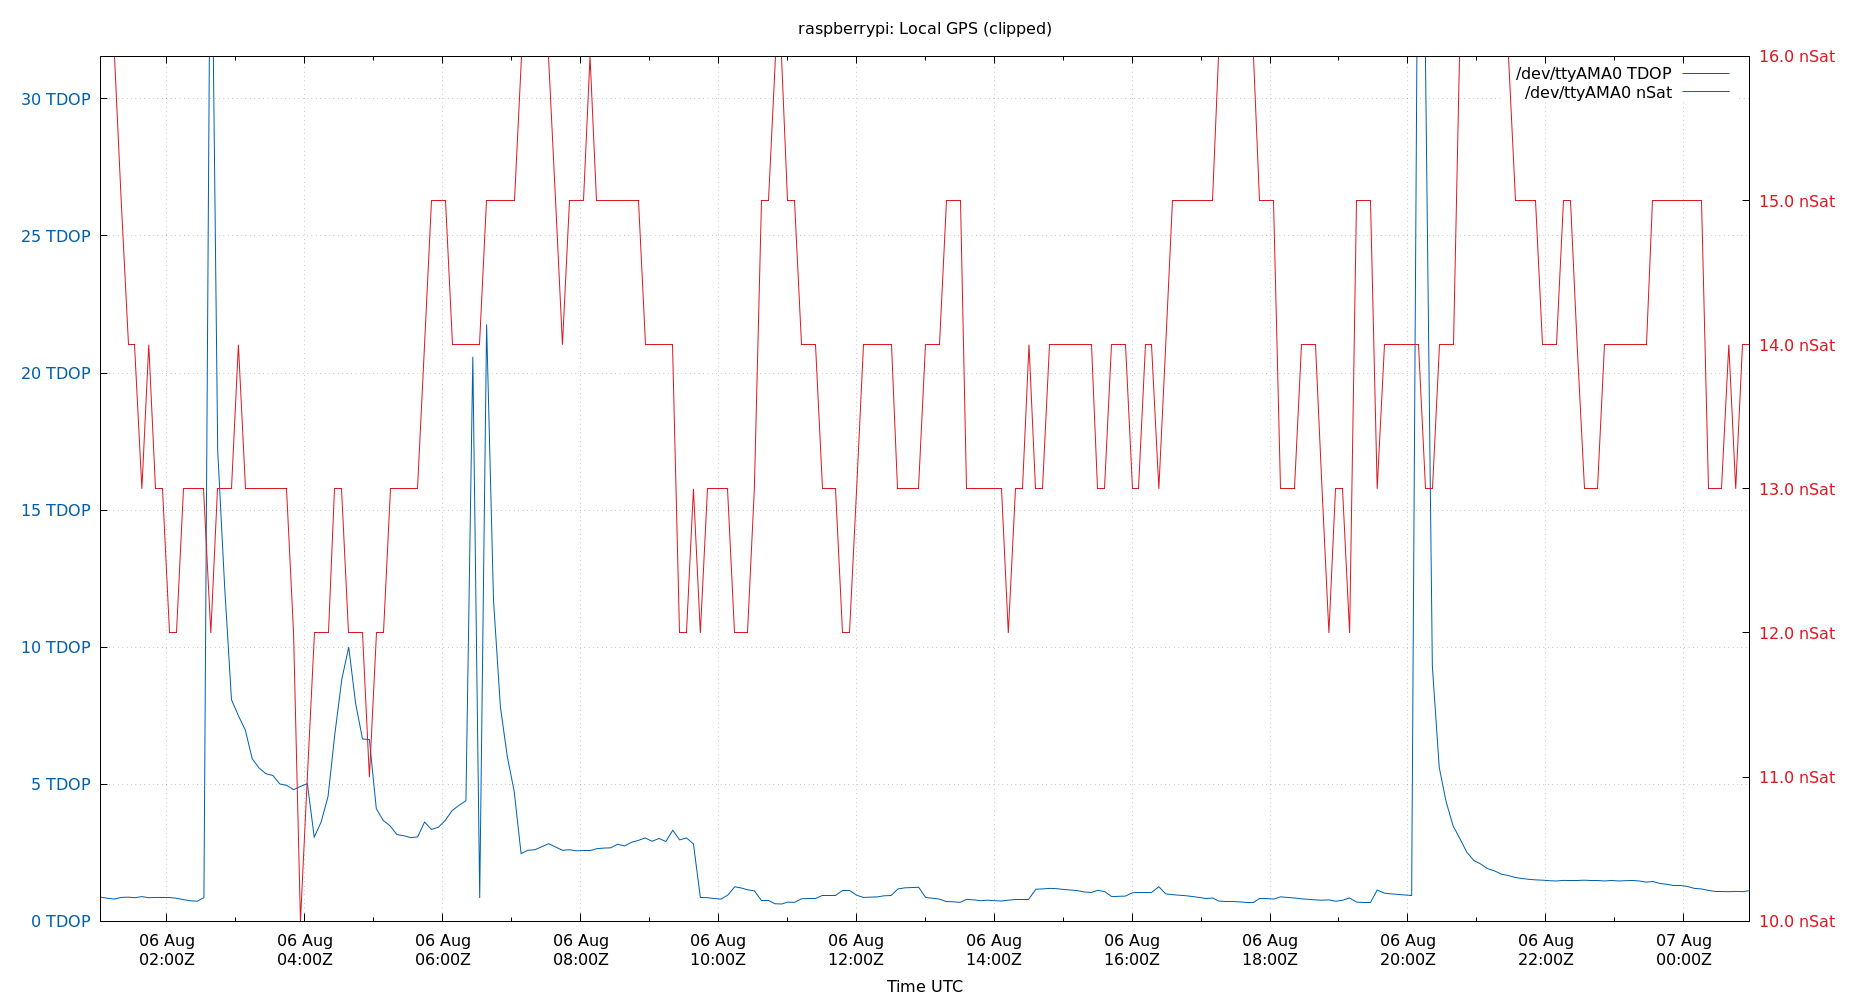 raspberrypi: Local GPS (clipped)
/dev/ttyAMA0 TDOP
/dev/ttyAMA0 nSat
30 TDOP
25 TDOP
20 TDOP
15 TDOP
10 TDOP
5 TDOP
0 TDOP
16.0 nSat
15.0 nSat
14.0 nSat
13.0 nSat
12.0 nSat
11.0 nSat
10.0 nSat
06 Aug 02:00Z
06 Aug 04:00Z
06 Aug 06:00Z
06 Aug 08:00Z
06 Aug 10:00Z
06 Aug 12:00Z
06 Aug 14:00Z
06 Aug 16:00Z
06 Aug 18:00Z
06 Aug 20:00Z
06 Aug 22:00Z
07 Aug 00:00Z
Time UTC